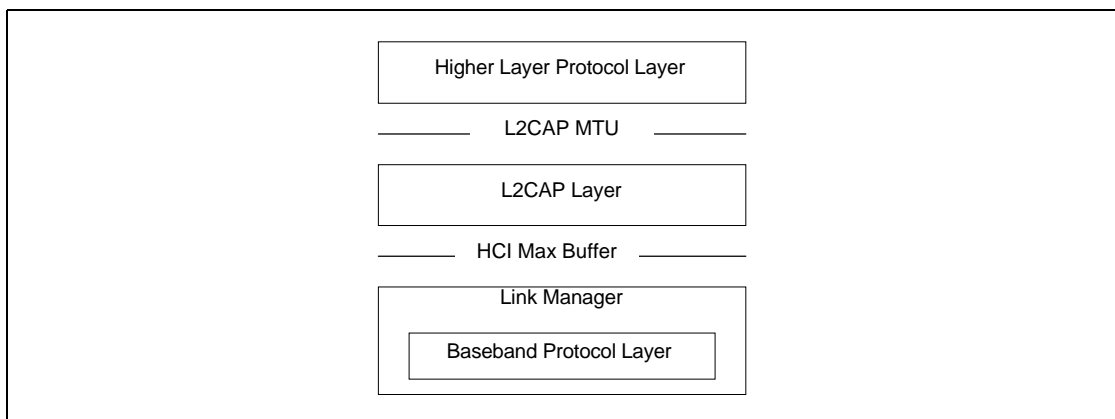 Higher Layer Protocol Layer
L2CAP MTU
L2CAP Layer
HCI Max Buffer
Link Manager
Baseband Protocol Layer